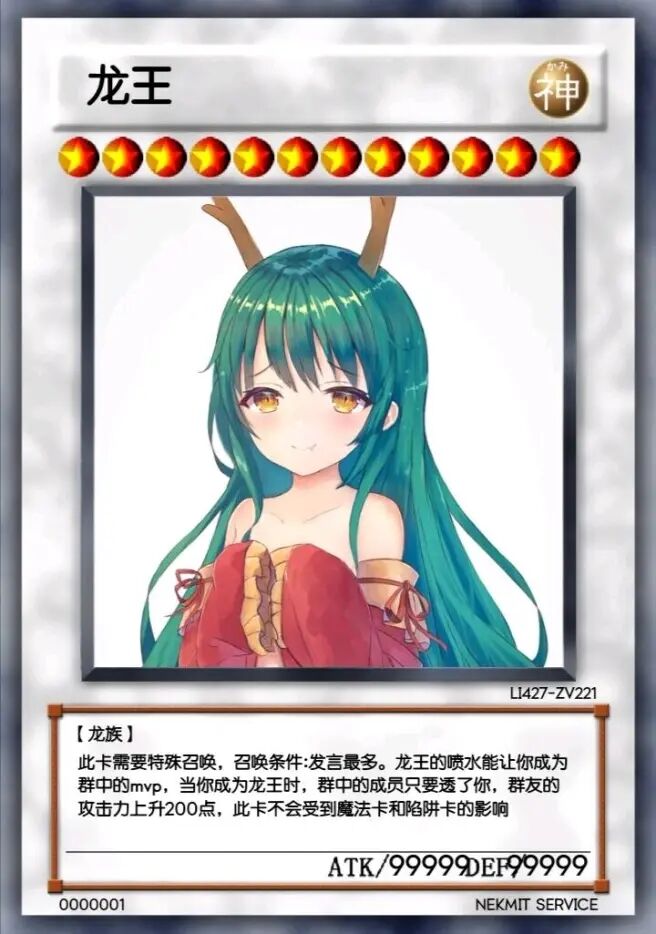 龙王
かみ
神
LI427-ZV221
【龙族】
此卡需要特殊召唤，召唤条件:发言最多。龙王的喷水能让你成为
群中的mvp，当你成为龙王时，群中的成员只要透了你，群友的
攻击力上升200点，此卡不会受到魔法卡和陷阱卡的影响
ATK/99999DEF/99999
0000001
NEKMIT SERVICE